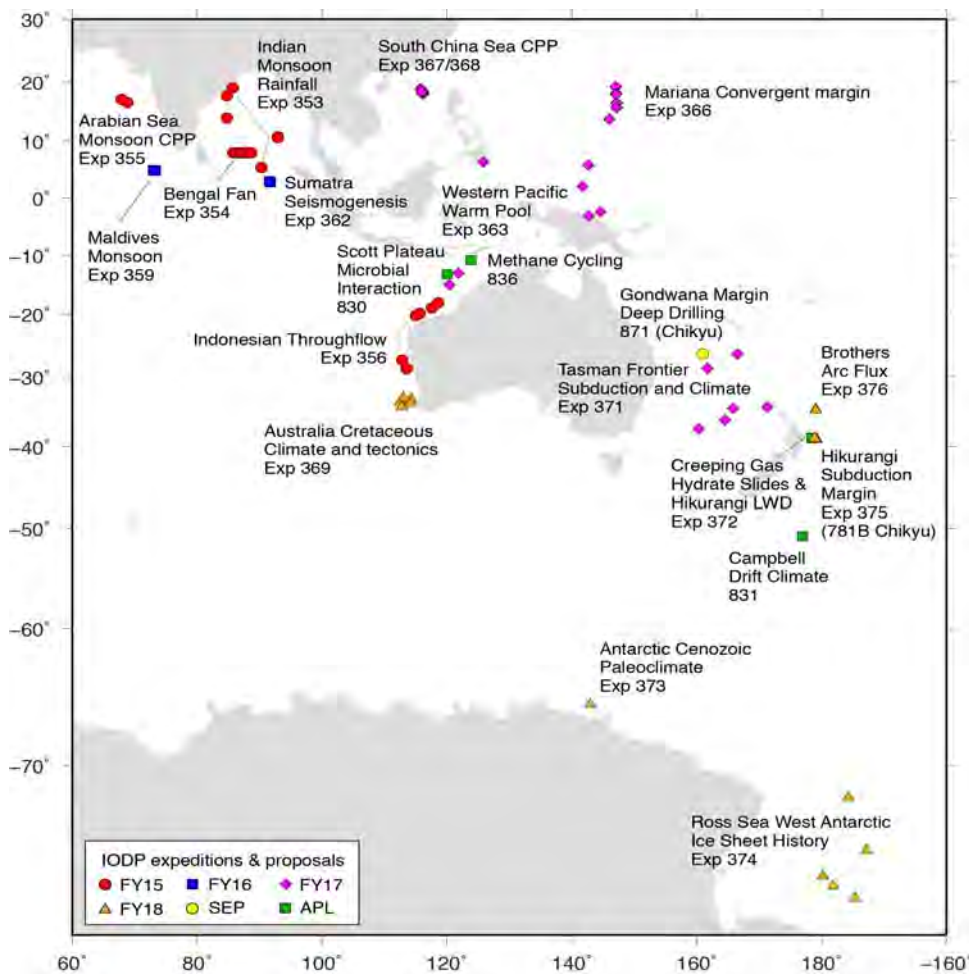 30°
20°
10°
0°
−10°
−20°
−30°
−40°
−50°
−60°
−70°
60
80
100
120
140
160
180
−160
Indian
Monsoon
Rainfall
Exp 353
South China Sea CPP
Exp 367/368
Mariana Convergent margin
Exp 366
Arabian Sea
Monsoon CPP
Exp 355
Bengal Fan
Exp 354
Sumatra
Seismogenesis
Exp 362
Western Pacific
Warm Pool
Exp 363
Maldives
Monsoon
Exp 359
Scott Plateau
Microbial
Interaction
830
Methane Cycling
836
Gondwana Margin
Deep Drilling
871 (Chikyu)
Indonesian Throughflow
Exp 356
Tasman Frontier
Subduction and Climate
Exp 371
Brothers
Arc Flux
Exp 376
Australia Cretaceous
Climate and tectonics
Exp 369
Creeping Gas
Hydrate Slides &
Hikurangi LWD
Exp 372
Hikurangi
Subduction
Margin
Exp 375
(781B Chikyu)
Campbell
Drift Climate
831
Antarctic Cenozoic
Paleoclimate
Exp 373
Ross Sea West Antarctic
Ice Sheet History
Exp 374
IODP expeditions & proposals
FY15 FY16 FY17
FY18 SEP APL